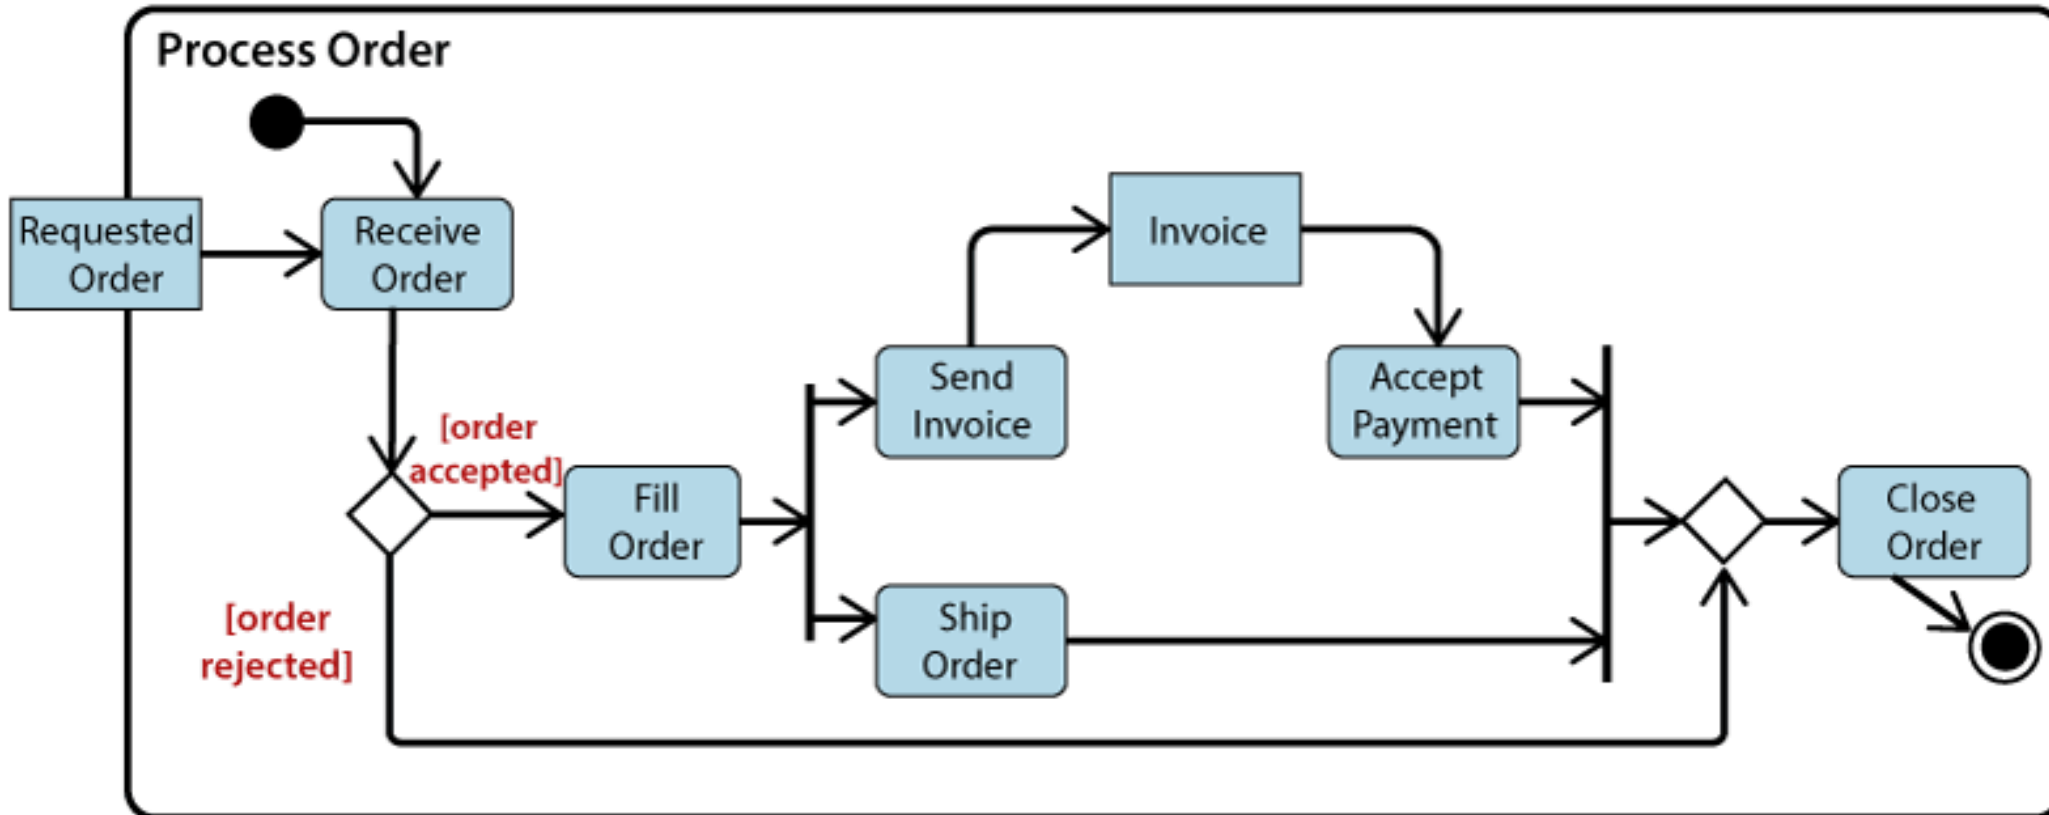 Process Order
Requested
Order
Receive
Order
Invoice
Send
Invoice
Accept
Payment
[order
accepted]
Fill
Order
Close
Order
[order
rejected]
Ship
Order